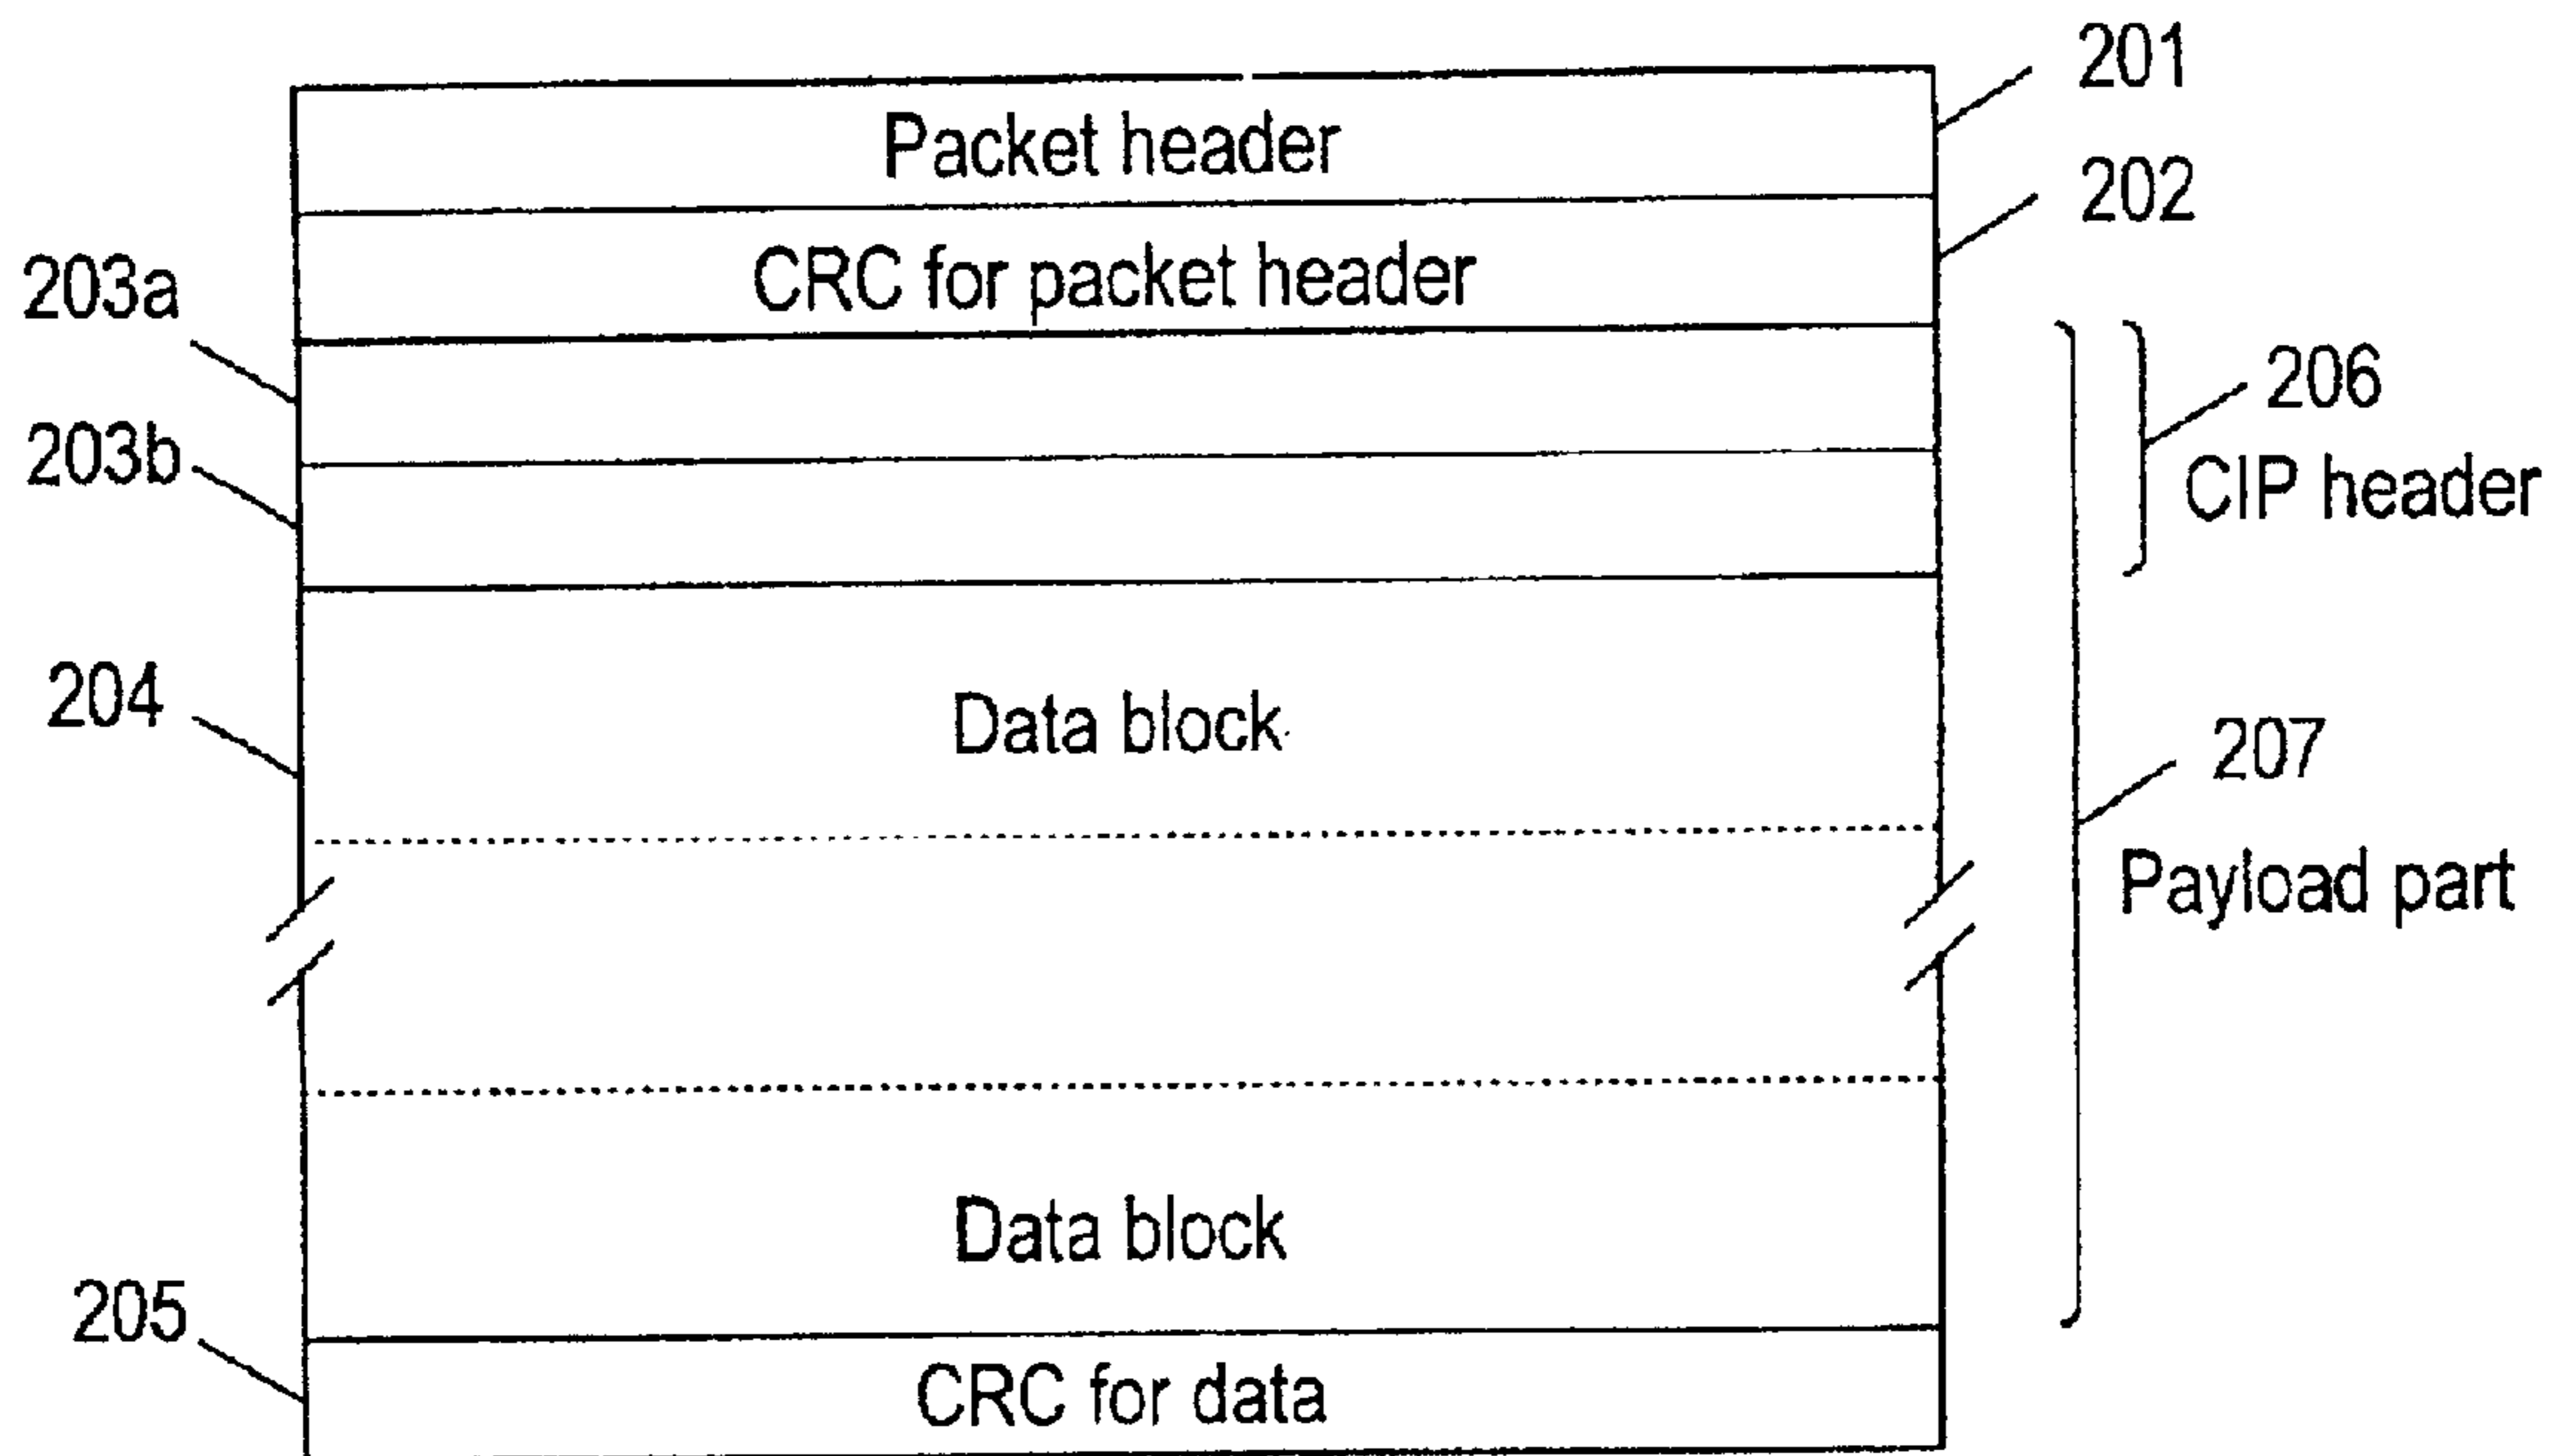 201
Packet header
202
CRC for packet header
203a
206
203b
CIP header
204
Data block
207
Payload part
Data block
205
CRC for data